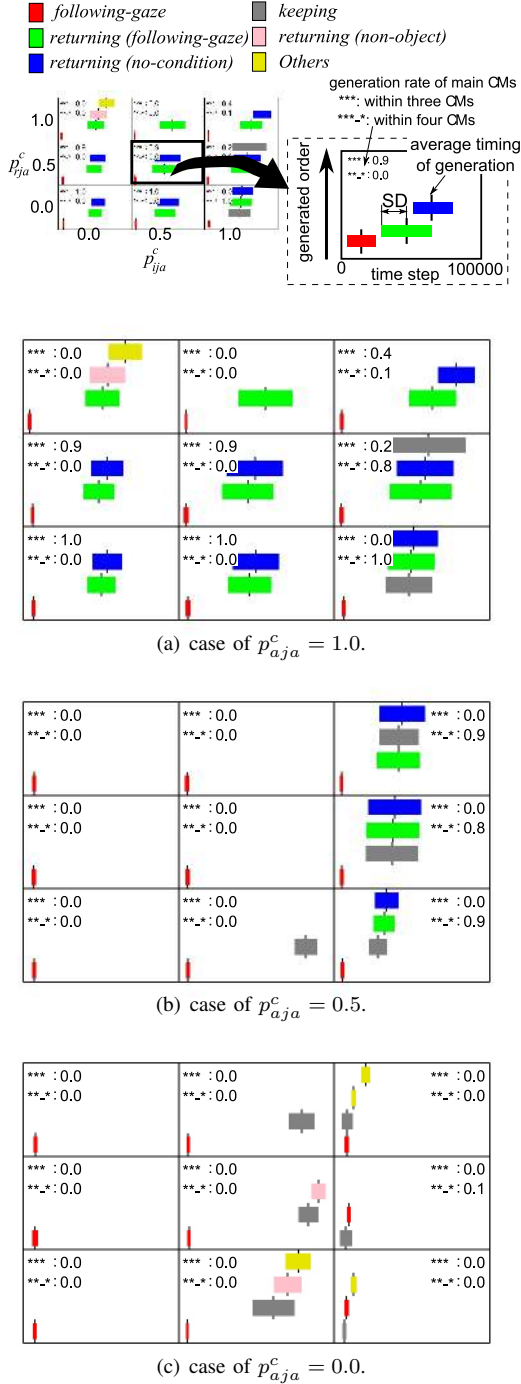 following-gaze keeping
returning (following-gaze) returning (non-object)
returning (no-condition) Others
generation rate of main CMs
***: within three CMs
***-*: within four CMs
average timing
of generation
*** : 0.9
**-* : 0.0
SD
generated order
0 time step 100000
1.0
0.5
0.0
p^c_rja
0.0 0.5 1.0
p^c_ija
*** : 0.0 *** : 0.0 *** : 0.4
**-* : 0.0 **-* : 0.0 **-* : 0.1
*** : 0.9 *** : 0.9 *** : 0.2
**-* : 0.0 **-* : 0.0 **-* : 0.8
*** : 1.0 *** : 1.0 *** : 0.0
**-* : 0.0 **-* : 0.0 **-* : 1.0
(a) case of p^c_aja = 1.0.
*** : 0.0 *** : 0.0 *** : 0.0
**-* : 0.0 **-* : 0.0 **-* : 0.9
*** : 0.0 *** : 0.0 *** : 0.0
**-* : 0.0 **-* : 0.0 **-* : 0.8
*** : 0.0 *** : 0.0 *** : 0.0
**-* : 0.0 **-* : 0.0 **-* : 0.9
(b) case of p^c_aja = 0.5.
*** : 0.0 *** : 0.0 *** : 0.0
**-* : 0.0 **-* : 0.0 **-* : 0.0
*** : 0.0 *** : 0.0 *** : 0.0
**-* : 0.0 **-* : 0.0 **-* : 0.1
*** : 0.0 *** : 0.0 *** : 0.0
**-* : 0.0 **-* : 0.0 **-* : 0.0
(c) case of p^c_aja = 0.0.